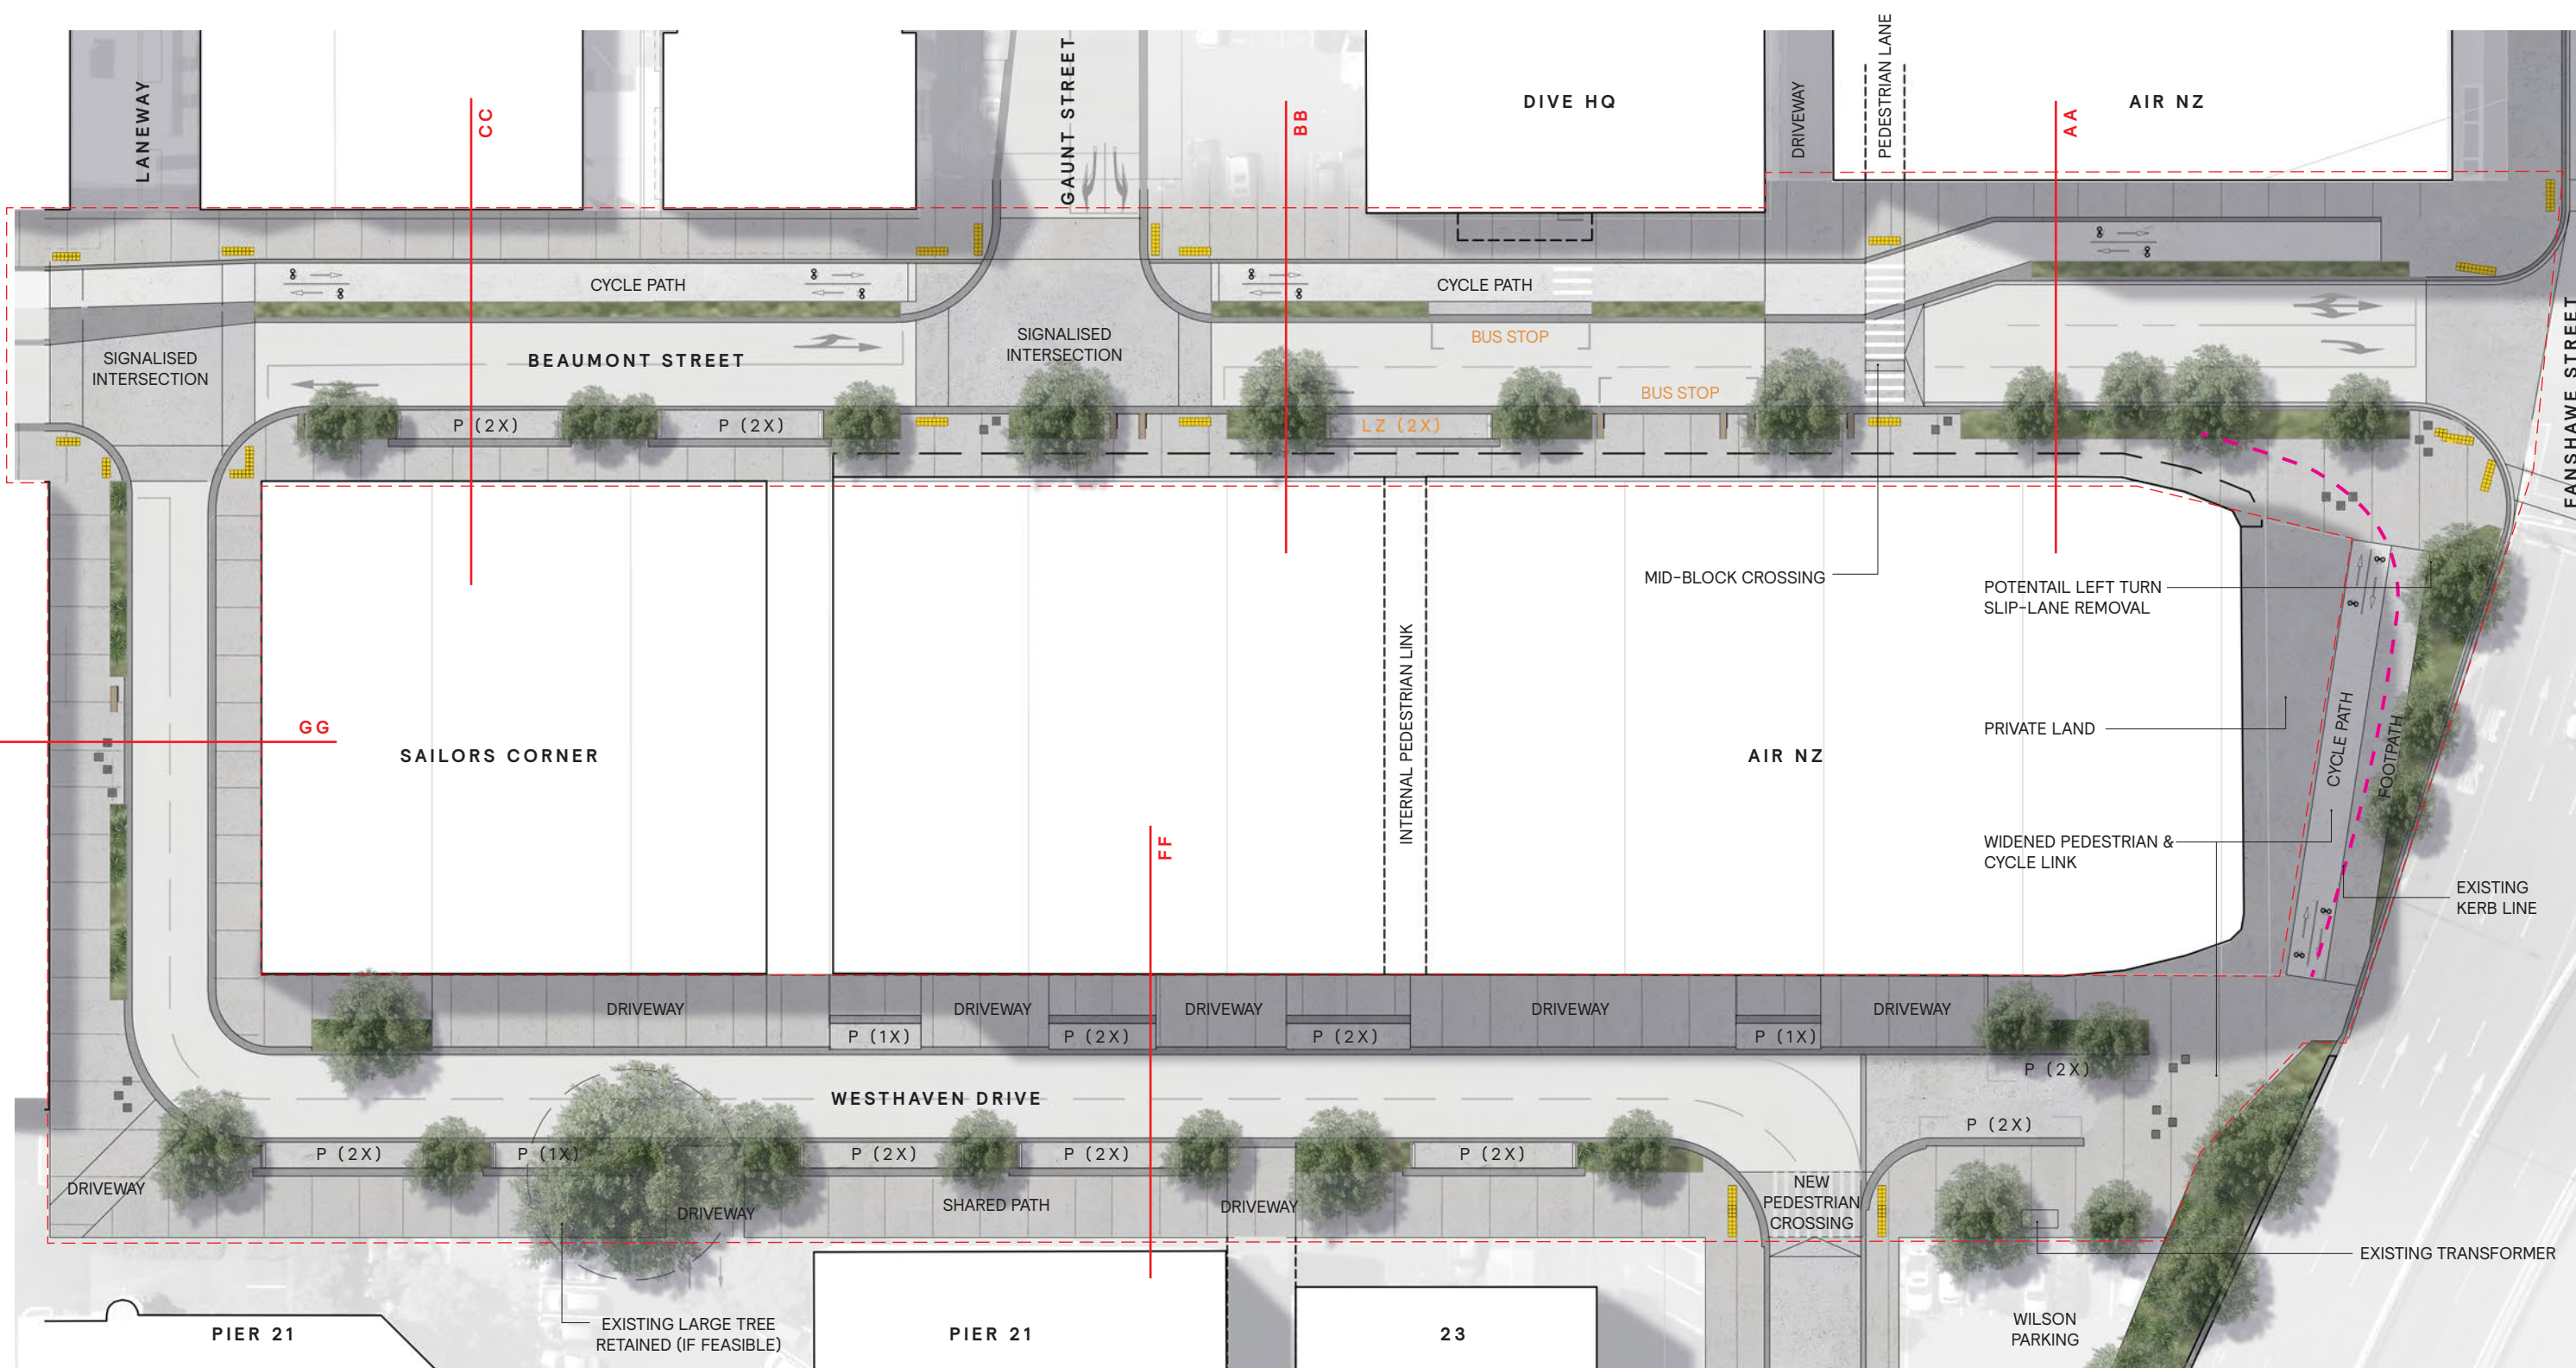 LANEWAY
CC
GAUNT STREET
BB
DIVE HQ
DRIVEWAY
PEDESTRIAN LANE
AA
AIR NZ
CYCLE PATH
CYCLE PATH
SIGNALISED
INTERSECTION
BEAUMONT STREET
SIGNALISED
INTERSECTION
BUS STOP
BUS STOP
FANSHAWE STREET
P (2X)
P (2X)
LZ (2X)
MID-BLOCK CROSSING
POTENTAIL LEFT TURN
SLIP-LANE REMOVAL
INTERNAL PEDESTRIAN LINK
GG
SAILORS CORNER
AIR NZ
PRIVATE LAND
CYCLE PATH
FOOTPATH
FF
WIDENED PEDESTRIAN &
CYCLE LINK
EXISTING
KERB LINE
DRIVEWAY
DRIVEWAY
DRIVEWAY
DRIVEWAY
DRIVEWAY
P (1X)
P (2X)
P (2X)
P (1X)
P (2X)
WESTHAVEN DRIVE
P (2X)
P (2X)
P (1X)
P (2X)
P (2X)
P (2X)
DRIVEWAY
DRIVEWAY
SHARED PATH
DRIVEWAY
NEW
PEDESTRIAN
CROSSING
EXISTING TRANSFORMER
EXISTING LARGE TREE
RETAINED (IF FEASIBLE)
PIER 21
PIER 21
23
WILSON
PARKING